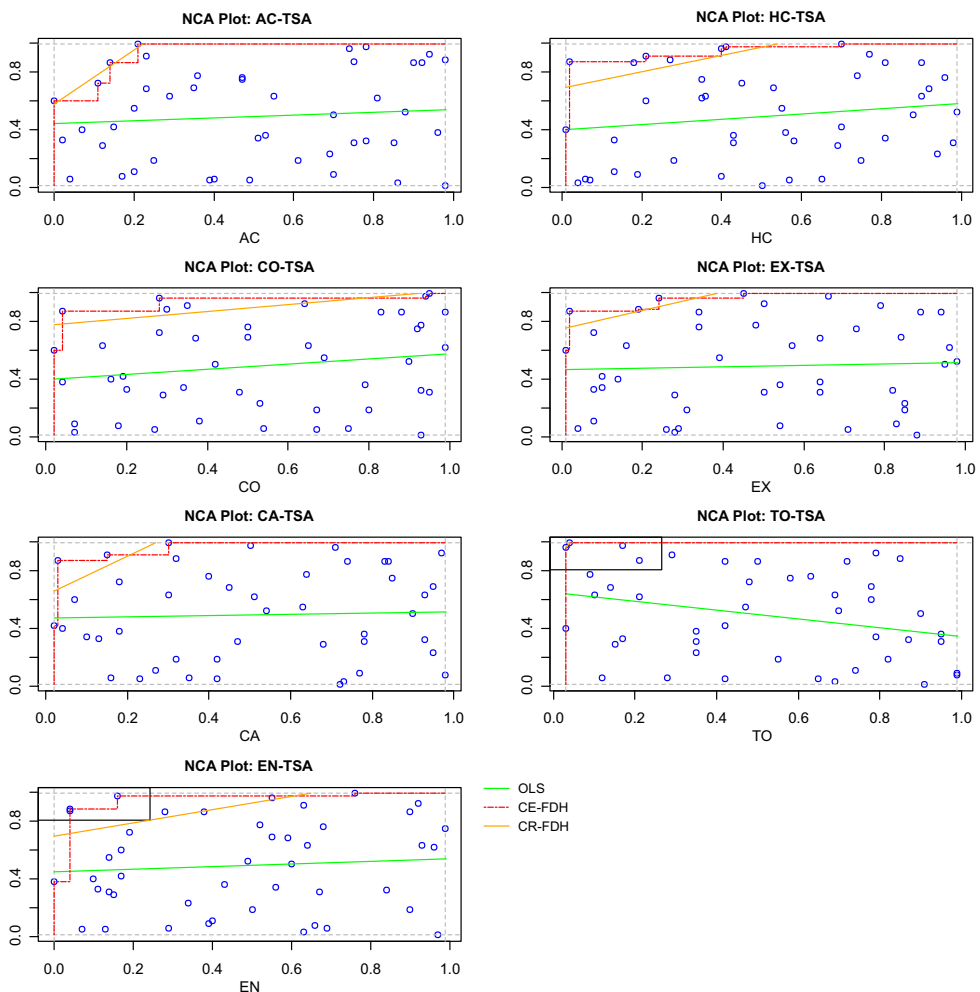 NCA Plot: AC-TSA
0.0 0.4 0.8
0.0 0.2 0.4 0.6 0.8 1.0
AC
NCA Plot: HC-TSA
0.0 0.4 0.8
0.0 0.2 0.4 0.6 0.8 1.0
HC
NCA Plot: CO-TSA
0.0 0.4 0.8
0.0 0.2 0.4 0.6 0.8 1.0
CO
NCA Plot: EX-TSA
0.0 0.4 0.8
0.0 0.2 0.4 0.6 0.8 1.0
EX
NCA Plot: CA-TSA
0.0 0.4 0.8
0.0 0.2 0.4 0.6 0.8 1.0
CA
NCA Plot: TO-TSA
0.0 0.4 0.8
0.0 0.2 0.4 0.6 0.8 1.0
TO
NCA Plot: EN-TSA
0.0 0.4 0.8
0.0 0.2 0.4 0.6 0.8 1.0
EN
OLS
CE-FDH
CR-FDH